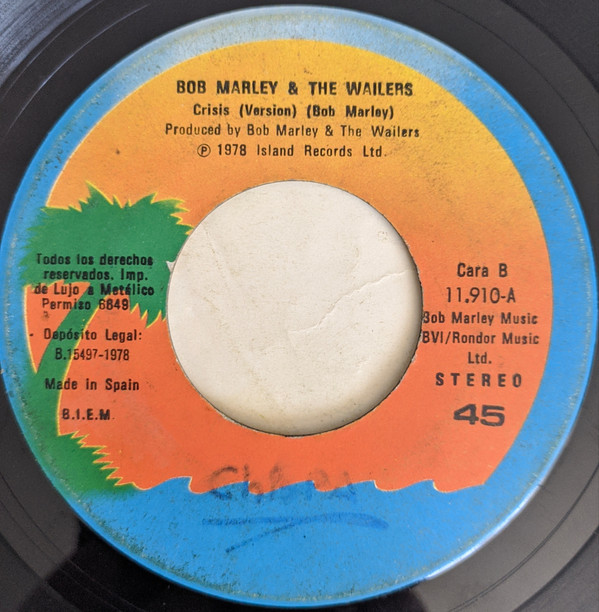 BOB MARLEY & THE WAILERS
Crisis (Version) (Bob Marley)
Produced by Bob Marley & The Wailers
℗ 1978 Island Records Ltd.
Todos los derechos
reservados. Imp.
de Lujo a Metálico
Permiso 6849
Depósito Legal:
B.15497-1978
Made in Spain
B.I.E.M.
Cara B
11.910-A
Bob Marley Music
BVI/Rondor Music
Ltd.
STEREO
45